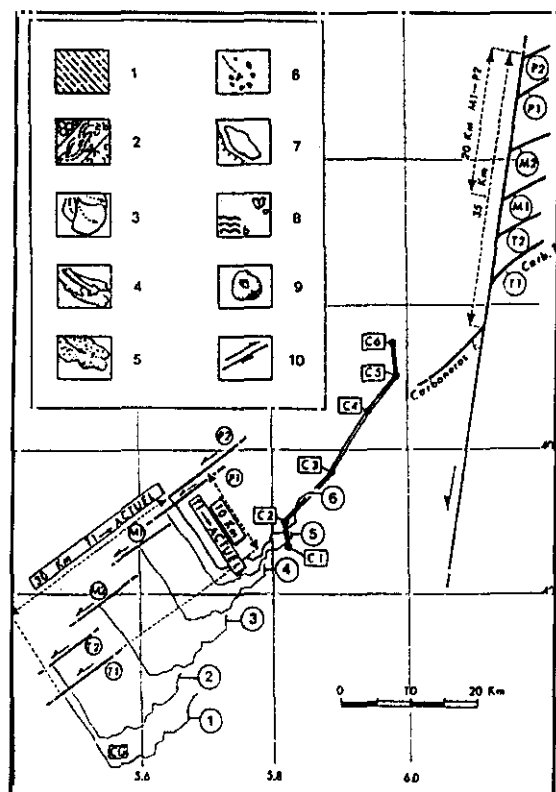 1
2
3
4
5
6
7
8
b
9
10
P2
P1
M2
M1
T2
T1
20 Km M1-P2
35 Km
Carboneras
C6
C5
C4
C3
C2
C1
P2
P1
M1
M2
T2
T1
T1 → ACTUEL
10 Km
T1 → ACTUEL
6
5
4
3
2
1
CG
0 10 20 Km
5.6 5.8 6.0